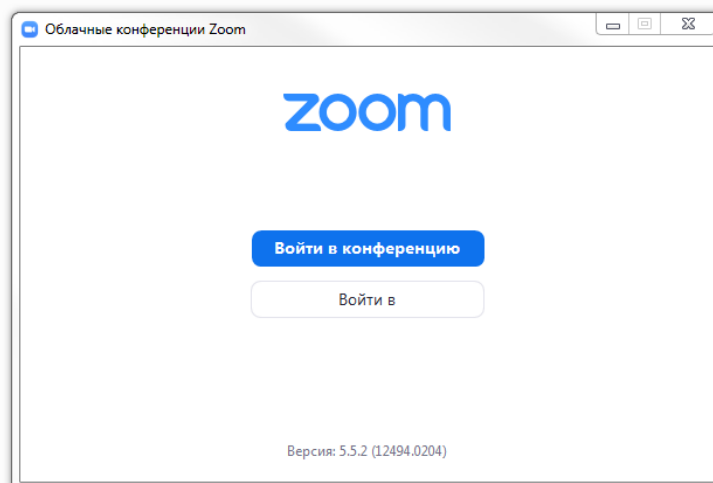 Облачные конференции Zoom
zoom
Войти в конференцию
Войти в
Версия: 5.5.2 (12494.0204)